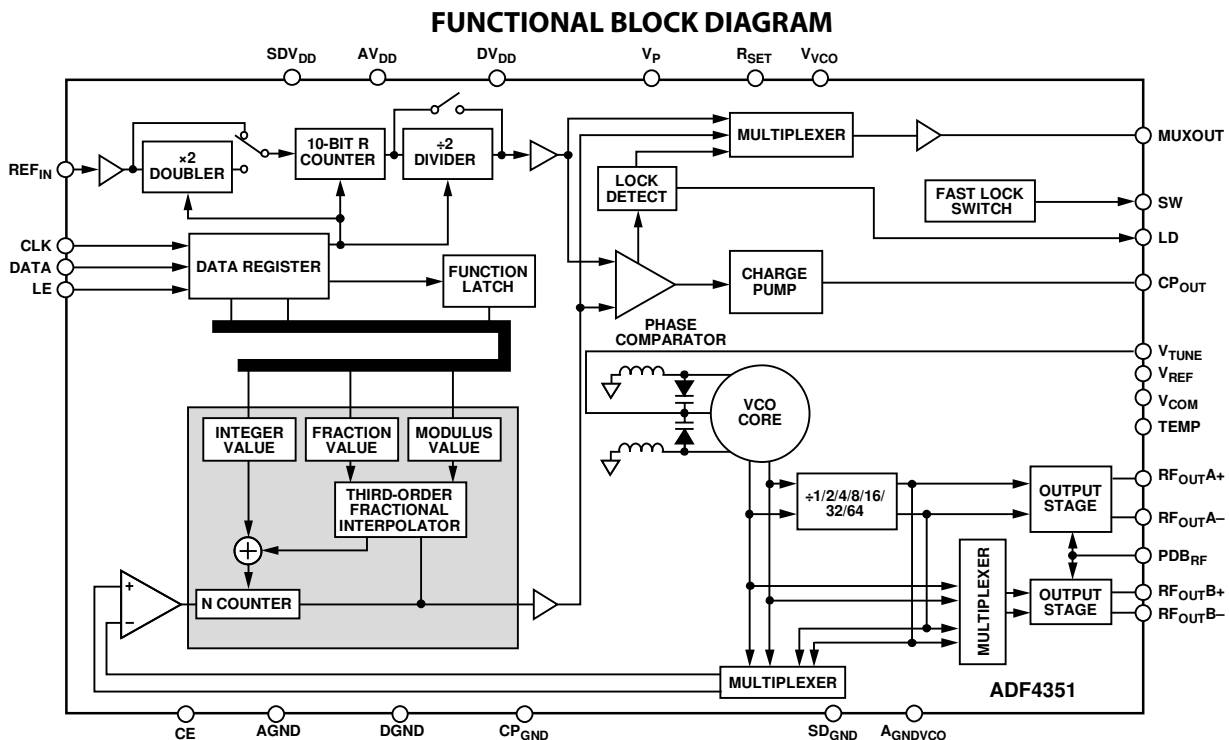 FUNCTIONAL BLOCK DIAGRAM
SDVDD
AVDD
DVDD
VP
RSET
VVCO
REFIN
×2
DOUBLER
10-BIT R
COUNTER
÷2
DIVIDER
MULTIPLEXER
MUXOUT
LOCK
DETECT
FAST LOCK
SWITCH
SW
LD
CLK
DATA
LE
DATA REGISTER
FUNCTION
LATCH
CHARGE
PUMP
CPOUT
PHASE
COMPARATOR
VTUNE
VREF
VCOM
TEMP
VCO
CORE
INTEGER
VALUE
FRACTION
VALUE
MODULUS
VALUE
THIRD-ORDER
FRACTIONAL
INTERPOLATOR
÷1/2/4/8/16/
32/64
OUTPUT
STAGE
RFOUTA+
RFOUTA−
PDBRF
+
−
N COUNTER
MULTIPLEXER
OUTPUT
STAGE
RFOUTB+
RFOUTB−
MULTIPLEXER
ADF4351
CE
AGND
DGND
CPGND
SDGND
AGNDVCO